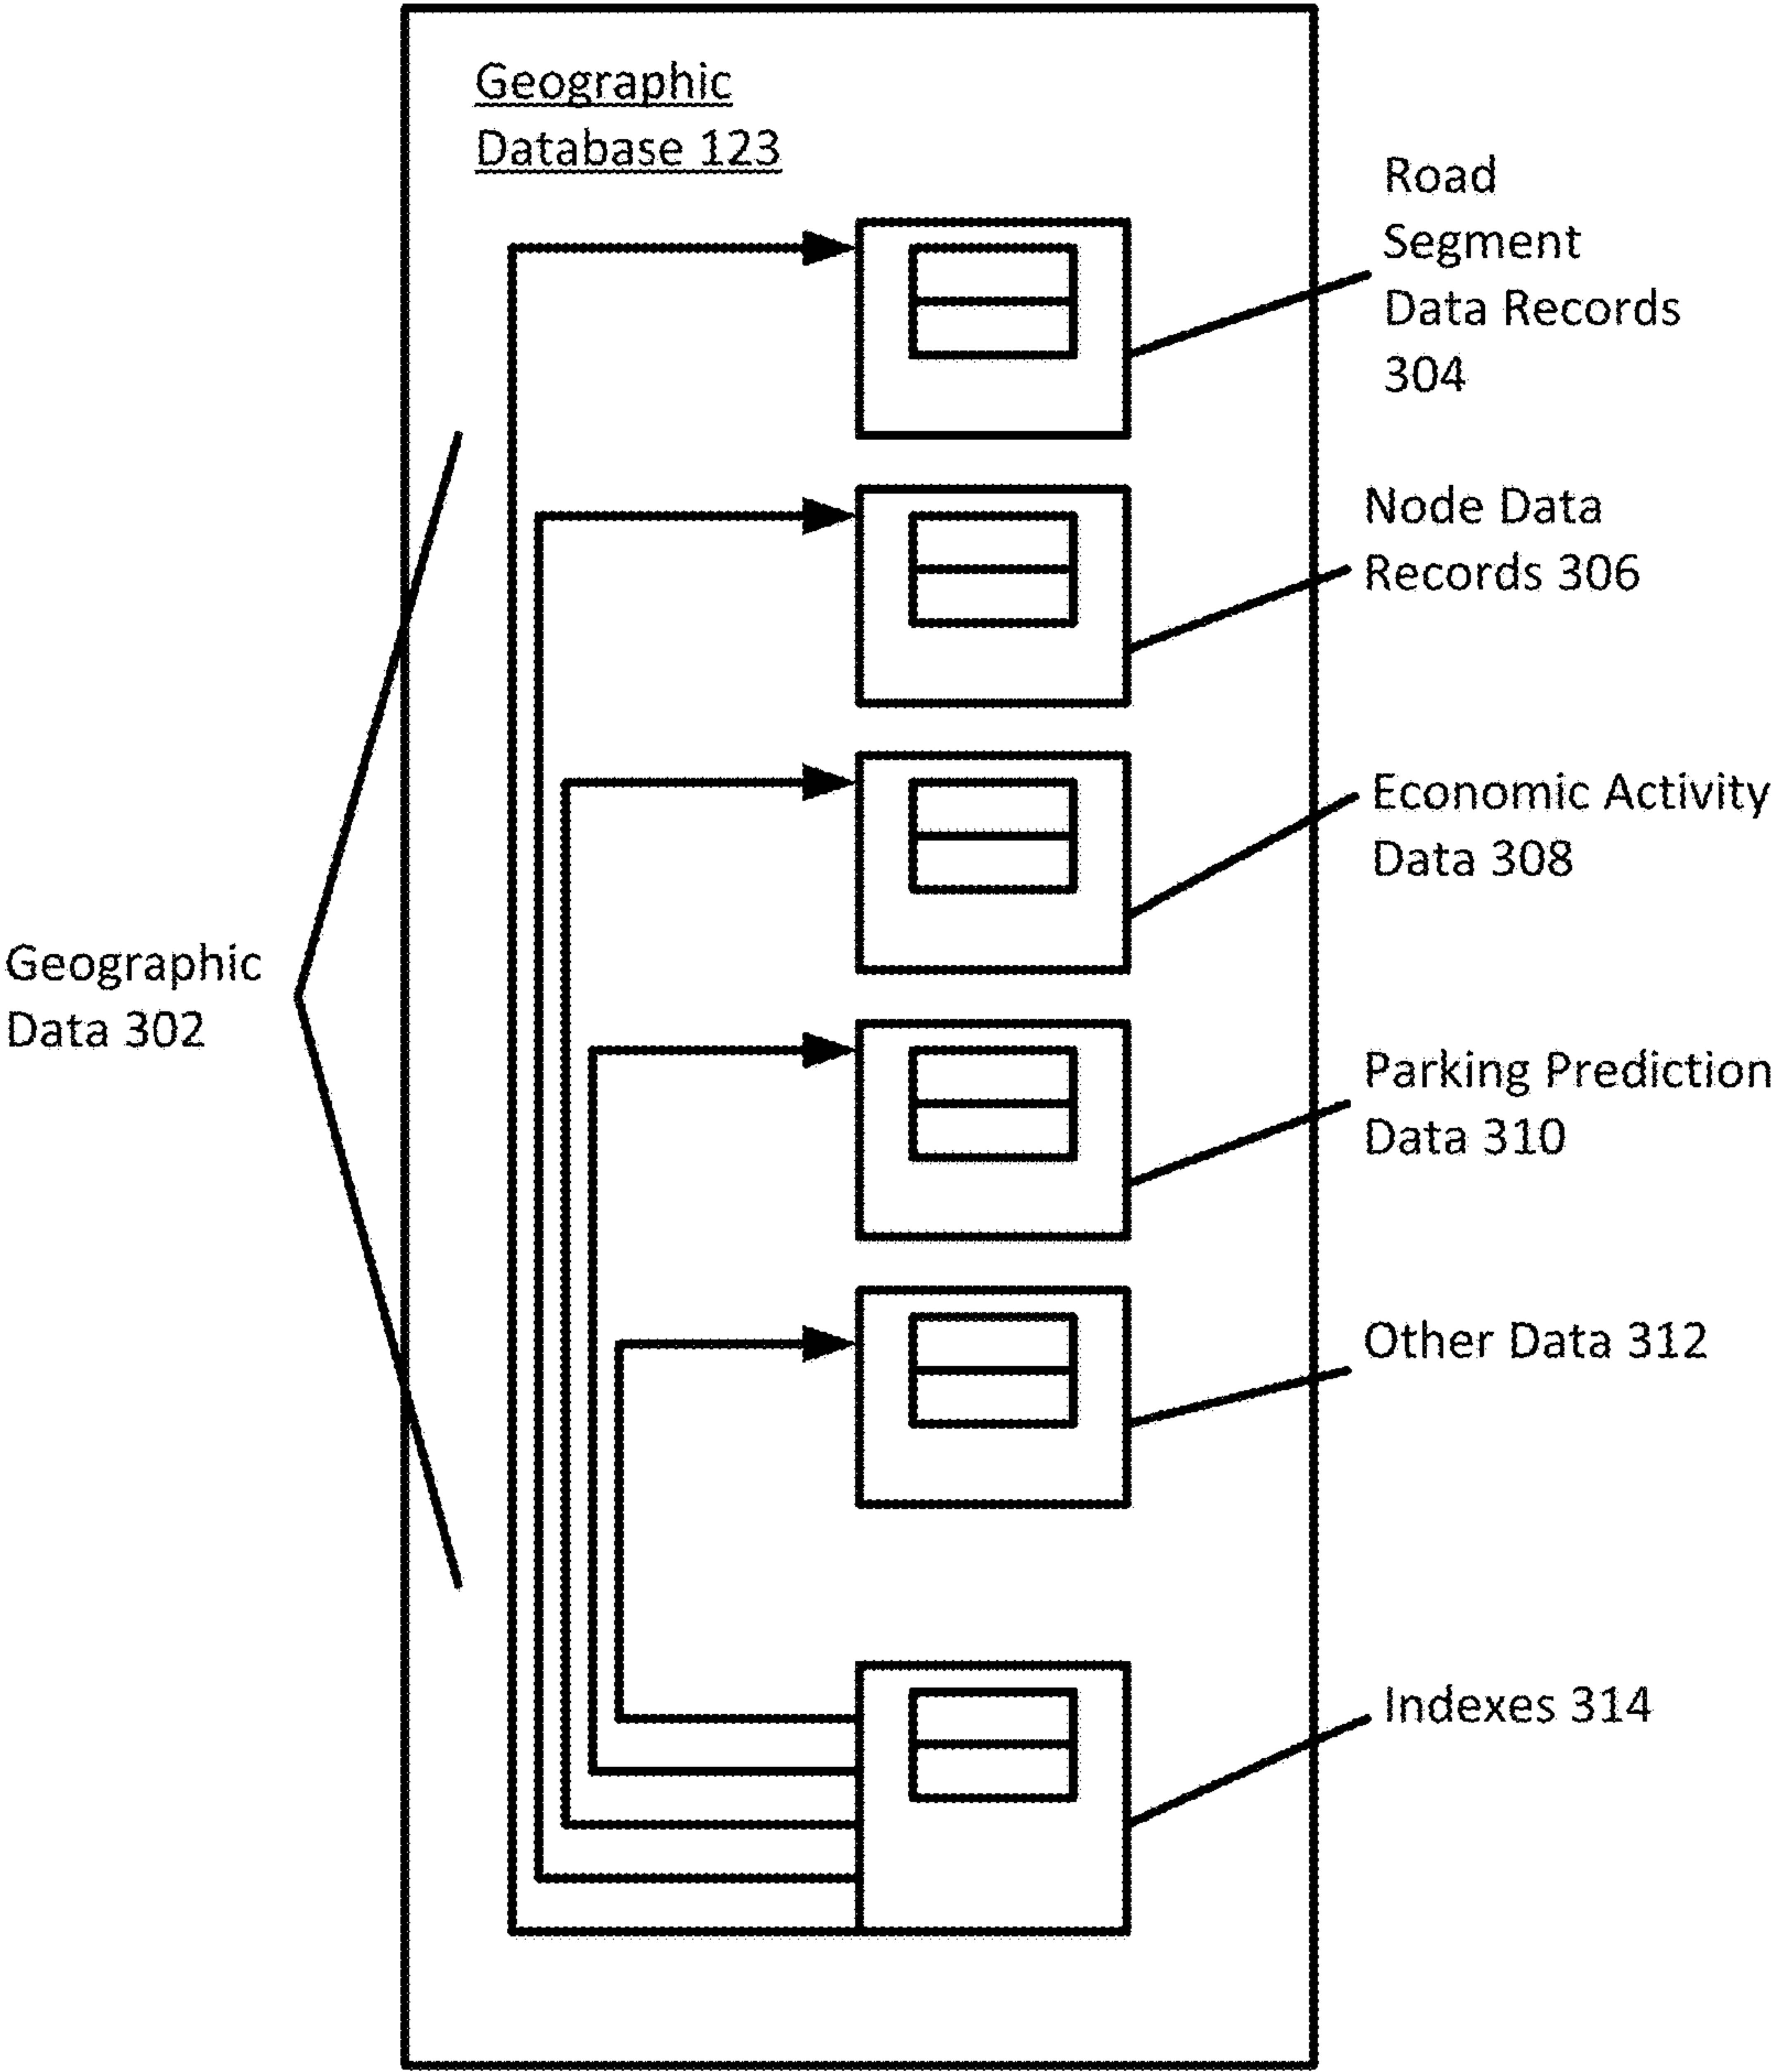 Geographic
Database 123
Road
Segment
Data Records
304
Node Data
Records 306
Economic Activity
Data 308
Geographic
Data 302
Parking Prediction
Data 310
Other Data 312
Indexes 314